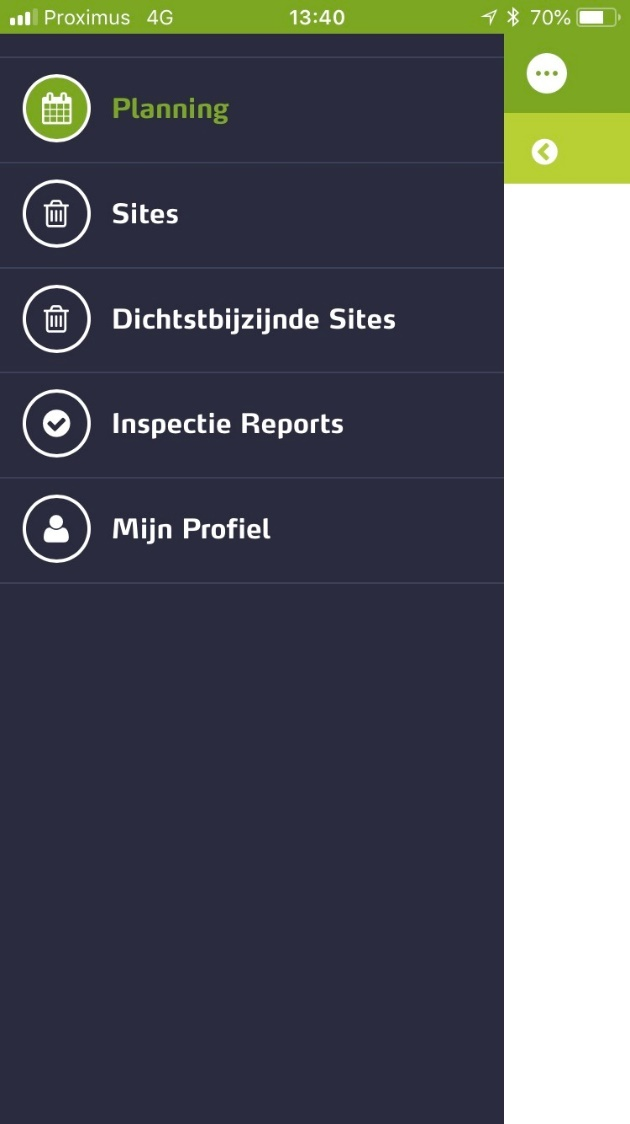 Proximus 4G 13:40 70%
Planning
Sites
Dichtstbijzijnde Sites
Inspectie Reports
Mijn Profiel